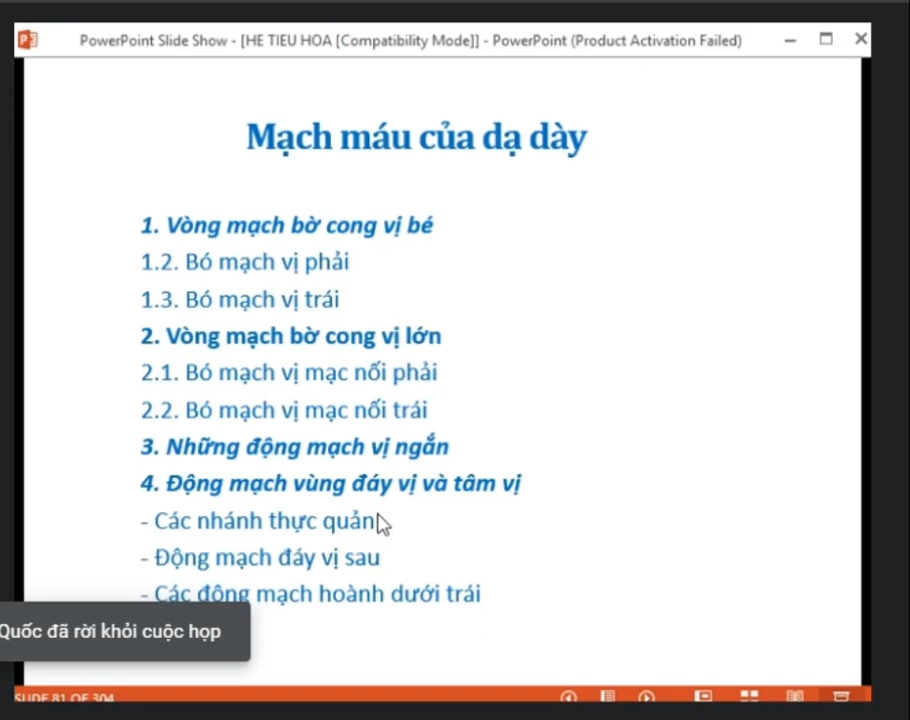 PowerPoint Slide Show - [HE TIEU HOA [Compatibility Mode]] - PowerPoint (Product Activation Failed)
Mạch máu của dạ dày
1. Vòng mạch bờ cong vị bé
1.2. Bó mạch vị phải
1.3. Bó mạch vị trái
2. Vòng mạch bờ cong vị lớn
2.1. Bó mạch vị mạc nối phải
2.2. Bó mạch vị mạc nối trái
3. Những động mạch vị ngắn
4. Động mạch vùng đáy vị và tâm vị
- Các nhánh thực quản
- Động mạch đáy vị sau
- Các động mạch hoành dưới trái
Quốc đã rời khỏi cuộc họp
SLIDE 81 OF 304